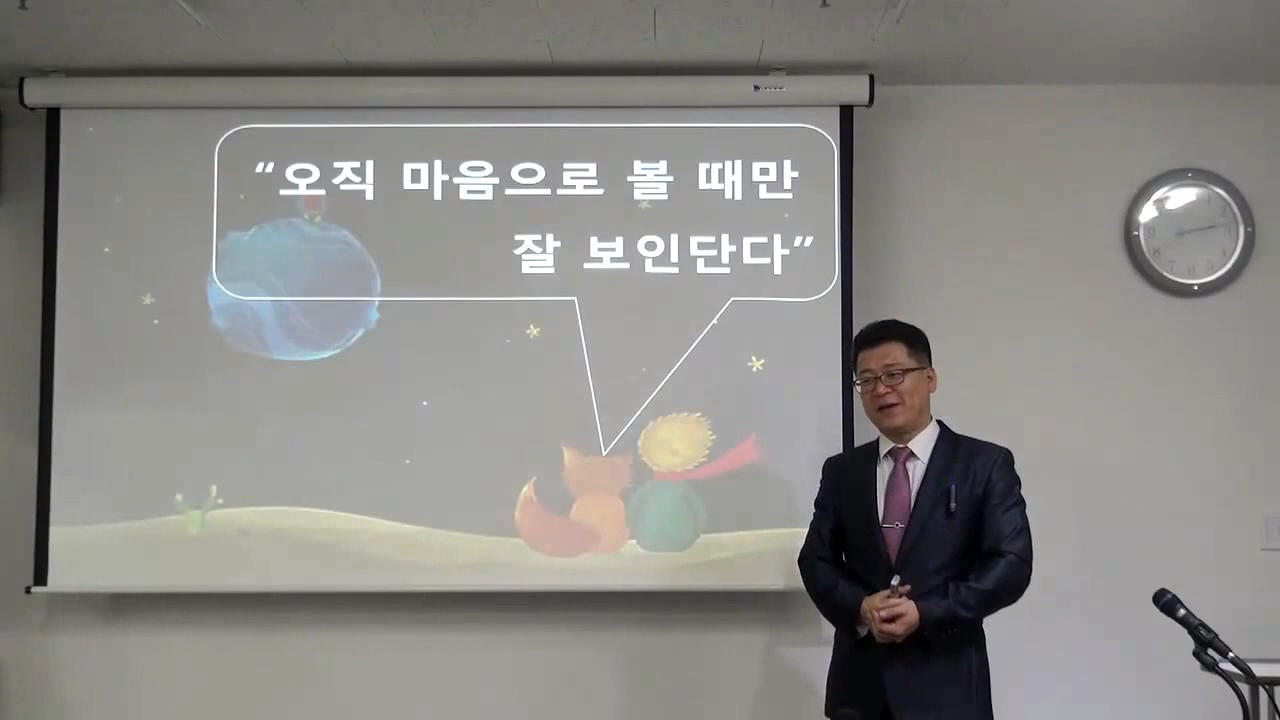 “오직 마음으로 볼 때만
잘 보인단다”